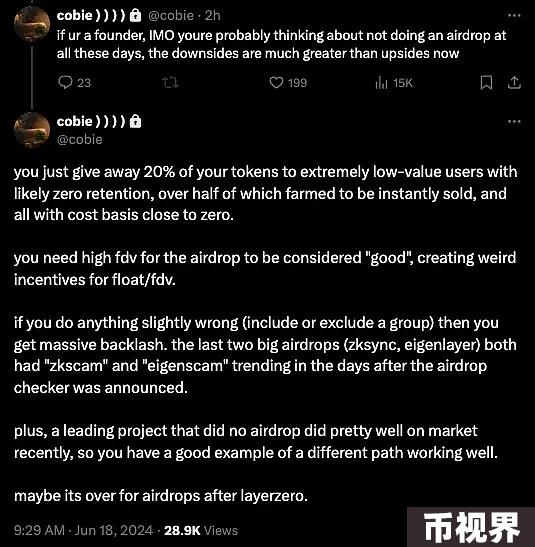 cobie ) ) ) ) 🔒 @cobie · 2h
if ur a founder, IMO youre probably thinking about not doing an airdrop at
all these days, the downsides are much greater than upsides now
23 199 15K
cobie ) ) ) ) 🔒
@cobie
you just give away 20% of your tokens to extremely low-value users with
likely zero retention, over half of which farmed to be instantly sold, and
all with cost basis close to zero.
you need high fdv for the airdrop to be considered "good", creating weird
incentives for float/fdv.
if you do anything slightly wrong (include or exclude a group) then you
get massive backlash. the last two big airdrops (zksync, eigenlayer) both
had "zkscam" and "eigenscam" trending in the days after the airdrop
checker was announced.
plus, a leading project that did no airdrop did pretty well on market
recently, so you have a good example of a different path working well.
maybe its over for airdrops after layerzero.
9:29 AM · Jun 18, 2024 · 28.9K Views
币视界